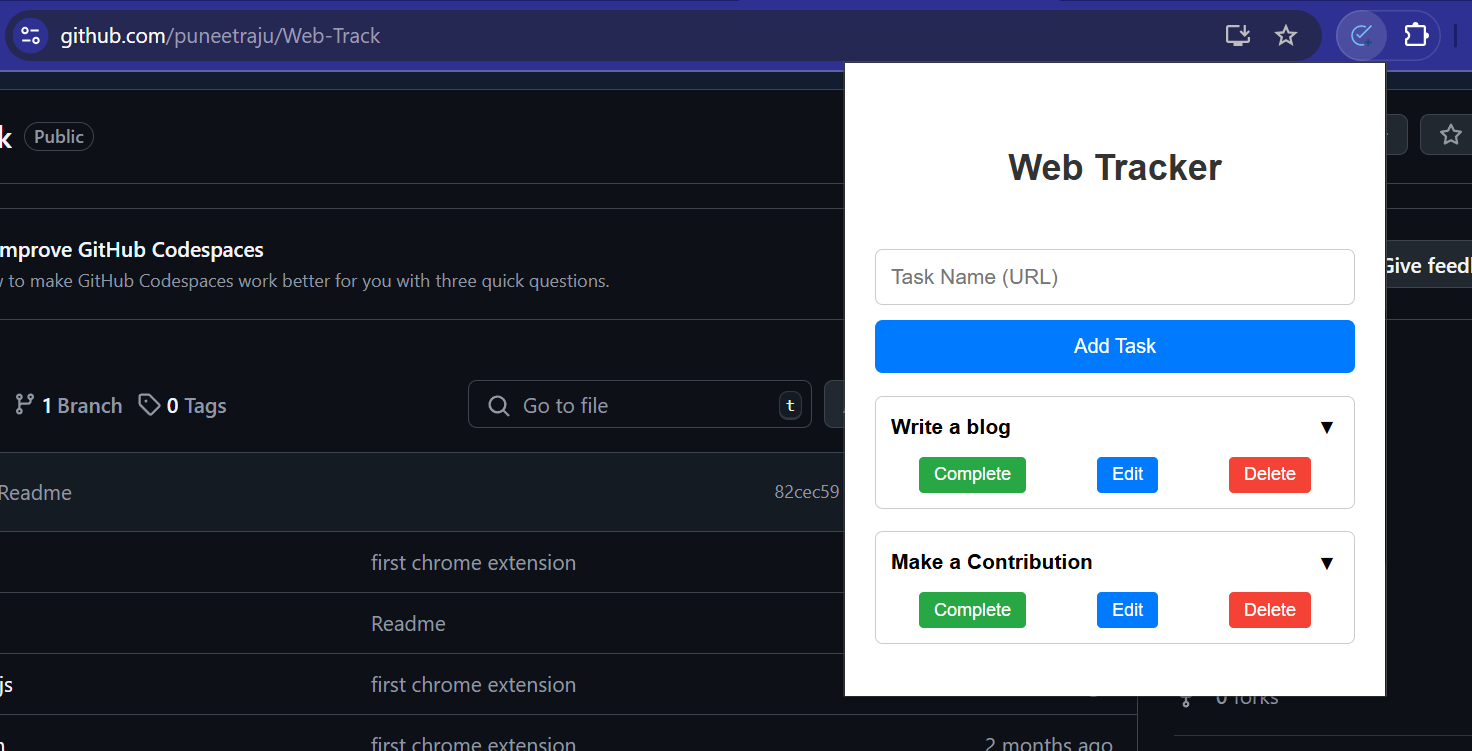 github.com/puneetraju/Web-Track
k Public
mprove GitHub Codespaces
to make GitHub Codespaces work better for you with three quick questions.
Give feed
1 Branch 0 Tags
Go to file t
Readme 82cec59
first chrome extension
Readme
js first chrome extension
first chrome extension 2 months ago
0 forks
Web Tracker
Task Name (URL)
Add Task
Write a blog ▼
Complete Edit Delete
Make a Contribution ▼
Complete Edit Delete